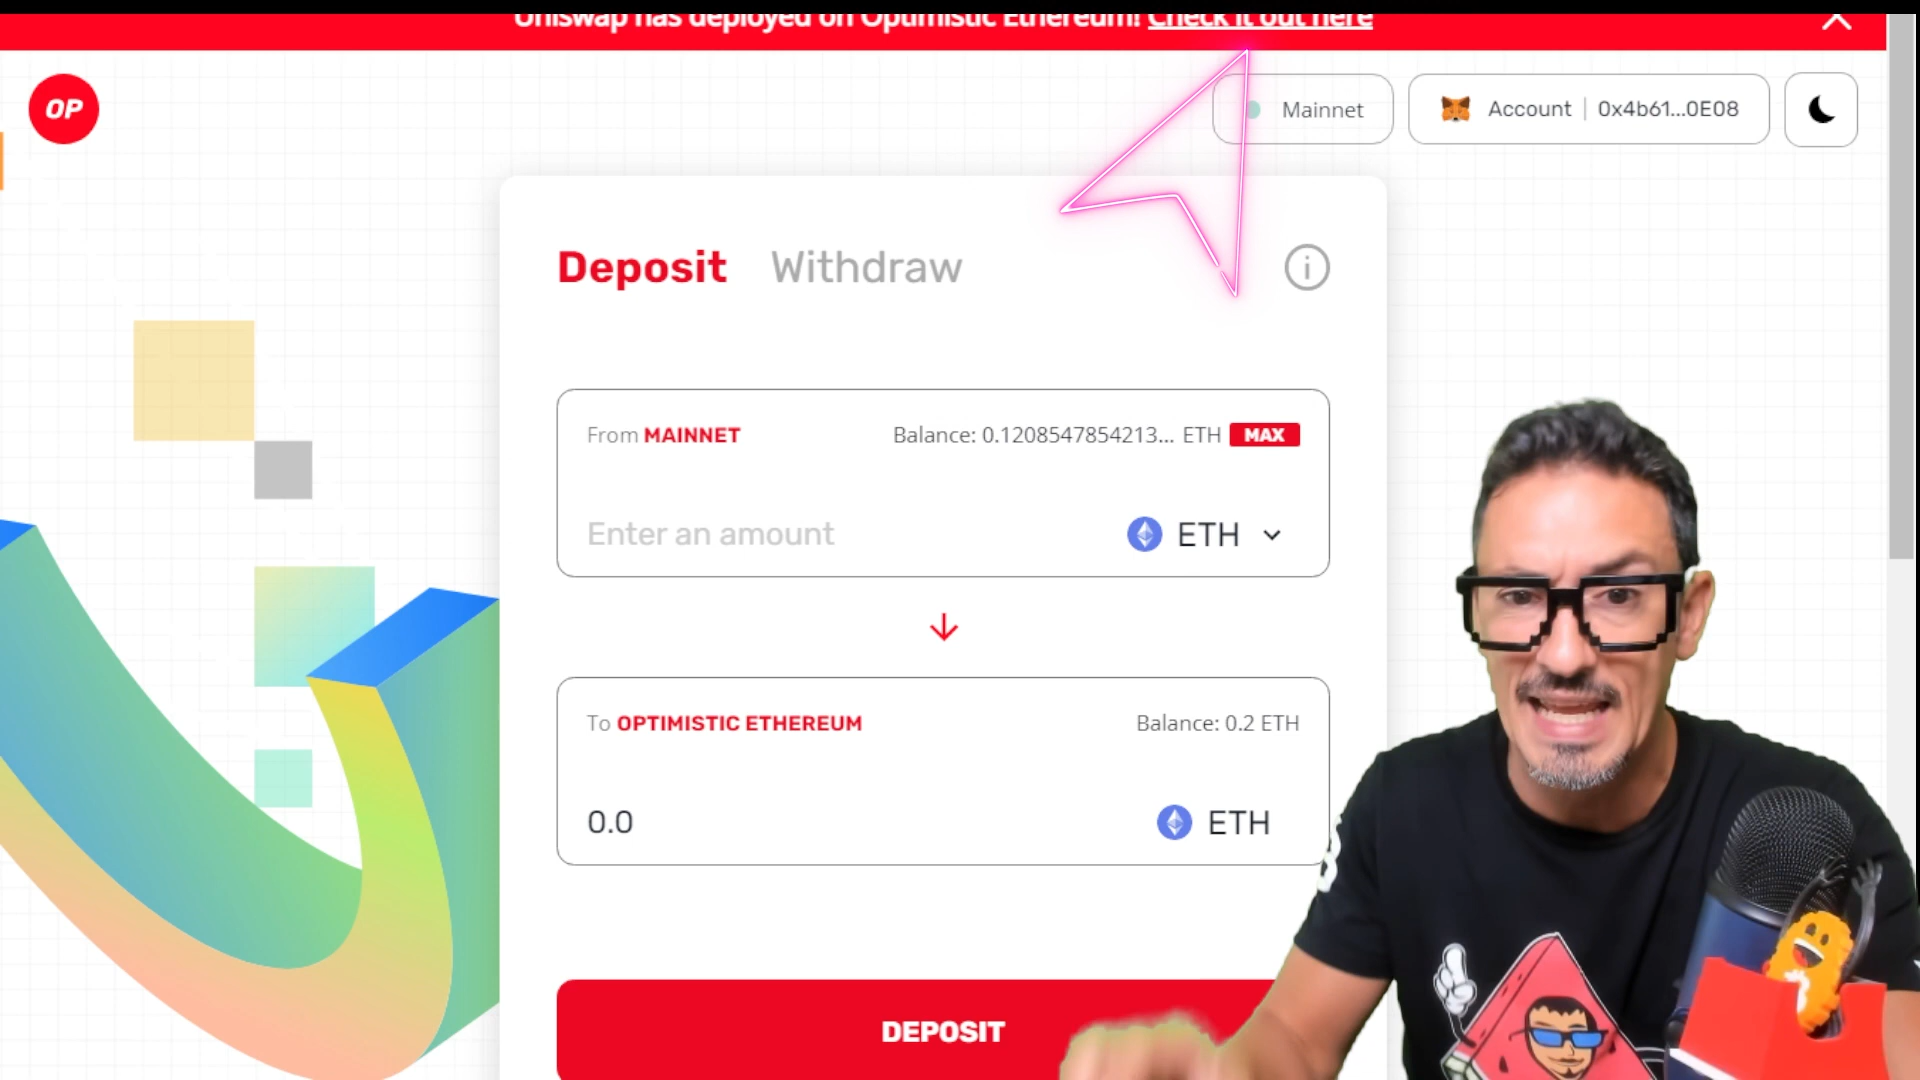 Uniswap has deployed on Optimistic Ethereum! Check it out here
OP
Mainnet
Account | 0x4b61...0E08
Deposit Withdraw
From MAINNET
Balance: 0.1208547854213... ETH MAX
Enter an amount
ETH
To OPTIMISTIC ETHEREUM
Balance: 0.2 ETH
0.0
ETH
DEPOSIT